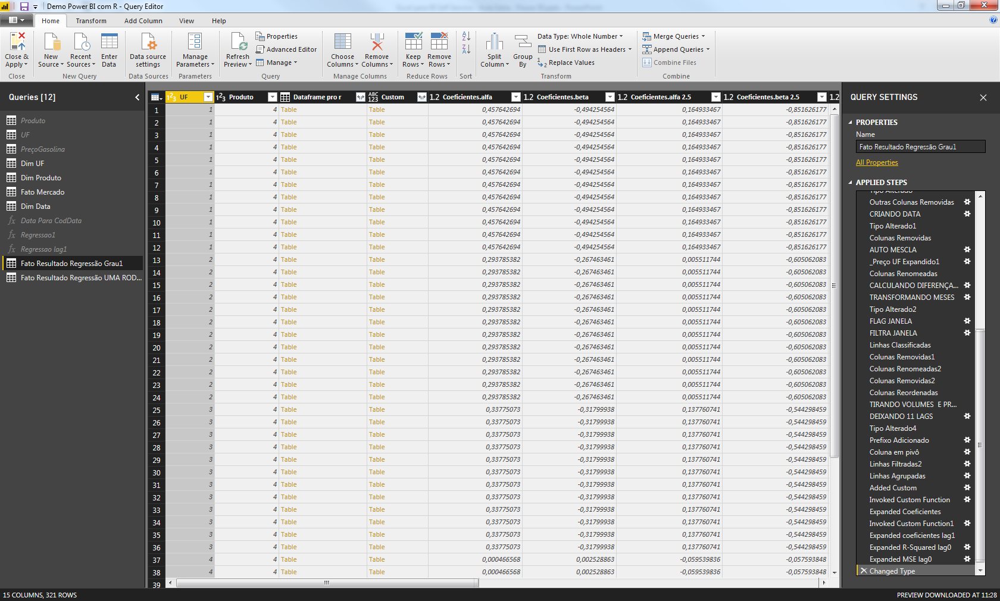 Demo Power BI com R - Query Editor
Home Transform Add Column View Help
Close & Apply
New Source
Recent Sources
Enter Data
Data source settings
Manage Parameters
Refresh Preview
Properties
Advanced Editor
Manage
Choose Columns
Remove Columns
Keep Rows
Remove Rows
Split Column
Group By
Data Type: Whole Number
Use First Row as Headers
Replace Values
Merge Queries
Append Queries
Combine Files
Close New Query Data Sources Parameters Query Manage Columns Reduce Rows Sort Transform Combine
Queries [12]
Produto
UF
PreçoGasolina
Dim UF
Dim Produto
Fato Mercado
Dim Data
Data Para CodData
Regressao1
Regressao lag1
Fato Resultado Regressão Grau1
Fato Resultado Regressão UMA ROD...
UF Produto Dataframe pro r Custom Coeficientes.alfa Coeficientes.beta Coeficientes.alfa 2.5 Coeficientes.beta 2.5
1 1 4 Table Table 0,457642694 -0,494254564 0,164933467 -0,851626177
2 1 4 Table Table 0,457642694 -0,494254564 0,164933467 -0,851626177
3 1 4 Table Table 0,457642694 -0,494254564 0,164933467 -0,851626177
4 1 4 Table Table 0,457642694 -0,494254564 0,164933467 -0,851626177
5 1 4 Table Table 0,457642694 -0,494254564 0,164933467 -0,851626177
6 1 4 Table Table 0,457642694 -0,494254564 0,164933467 -0,851626177
7 1 4 Table Table 0,457642694 -0,494254564 0,164933467 -0,851626177
8 1 4 Table Table 0,457642694 -0,494254564 0,164933467 -0,851626177
9 1 4 Table Table 0,457642694 -0,494254564 0,164933467 -0,851626177
10 1 4 Table Table 0,457642694 -0,494254564 0,164933467 -0,851626177
11 1 4 Table Table 0,457642694 -0,494254564 0,164933467 -0,851626177
12 1 4 Table Table 0,457642694 -0,494254564 0,164933467 -0,851626177
13 2 4 Table Table 0,293785382 -0,267463461 0,005511744 -0,605062083
14 2 4 Table Table 0,293785382 -0,267463461 0,005511744 -0,605062083
15 2 4 Table Table 0,293785382 -0,267463461 0,005511744 -0,605062083
16 2 4 Table Table 0,293785382 -0,267463461 0,005511744 -0,605062083
17 2 4 Table Table 0,293785382 -0,267463461 0,005511744 -0,605062083
18 2 4 Table Table 0,293785382 -0,267463461 0,005511744 -0,605062083
19 2 4 Table Table 0,293785382 -0,267463461 0,005511744 -0,605062083
20 2 4 Table Table 0,293785382 -0,267463461 0,005511744 -0,605062083
21 2 4 Table Table 0,293785382 -0,267463461 0,005511744 -0,605062083
22 2 4 Table Table 0,293785382 -0,267463461 0,005511744 -0,605062083
23 2 4 Table Table 0,293785382 -0,267463461 0,005511744 -0,605062083
24 2 4 Table Table 0,293785382 -0,267463461 0,005511744 -0,605062083
25 3 4 Table Table 0,33775073 -0,31799938 0,137760741 -0,544298459
26 3 4 Table Table 0,33775073 -0,31799938 0,137760741 -0,544298459
27 3 4 Table Table 0,33775073 -0,31799938 0,137760741 -0,544298459
28 3 4 Table Table 0,33775073 -0,31799938 0,137760741 -0,544298459
29 3 4 Table Table 0,33775073 -0,31799938 0,137760741 -0,544298459
30 3 4 Table Table 0,33775073 -0,31799938 0,137760741 -0,544298459
31 3 4 Table Table 0,33775073 -0,31799938 0,137760741 -0,544298459
32 3 4 Table Table 0,33775073 -0,31799938 0,137760741 -0,544298459
33 3 4 Table Table 0,33775073 -0,31799938 0,137760741 -0,544298459
34 3 4 Table Table 0,33775073 -0,31799938 0,137760741 -0,544298459
35 3 4 Table Table 0,33775073 -0,31799938 0,137760741 -0,544298459
36 3 4 Table Table 0,33775073 -0,31799938 0,137760741 -0,544298459
37 4 4 Table Table 0,000466568 0,002528863 -0,059539836 -0,057593848
38 4 4 Table Table 0,000466568 0,002528863 -0,059539836 -0,057593848
39
QUERY SETTINGS
PROPERTIES
Name
Fato Resultado Regressão Grau1
All Properties
APPLIED STEPS
Tipo Alterado
Outras Colunas Removidas
CRIANDO DATA
Tipo Alterado1
Colunas Removidas
AUTO MESCLA
_Preço UF Expandido1
Colunas Renomeadas
CALCULANDO DIFERENÇA...
TRANSFORMANDO MESES
Tipo Alterado2
FLAG JANELA
FILTRA JANELA
Linhas Classificadas
Colunas Removidas1
Colunas Renomeadas2
Colunas Removidas2
Colunas Reordenadas
TIRANDO VOLUMES E PR...
DEIXANDO 11 LAGS
Tipo Alterado4
Prefixo Adicionado
Coluna em pivô
Linhas Filtradas2
Linhas Agrupadas
Added Custom
Invoked Custom Function
Expanded Coeficientes
Invoked Custom Function1
Expanded coeficientes lag1
Expanded R-Squared lag0
Expanded MSE lag0
Changed Type
15 COLUMNS, 321 ROWS
PREVIEW DOWNLOADED AT 11:28